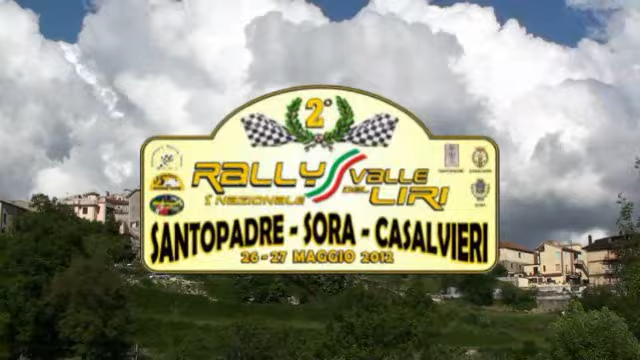 2°
RALLY VALLE
1° NAZIONALE DEL LIRI
SANTOPADRE - SORA - CASALVIERI
26 - 27 MAGGIO 2012